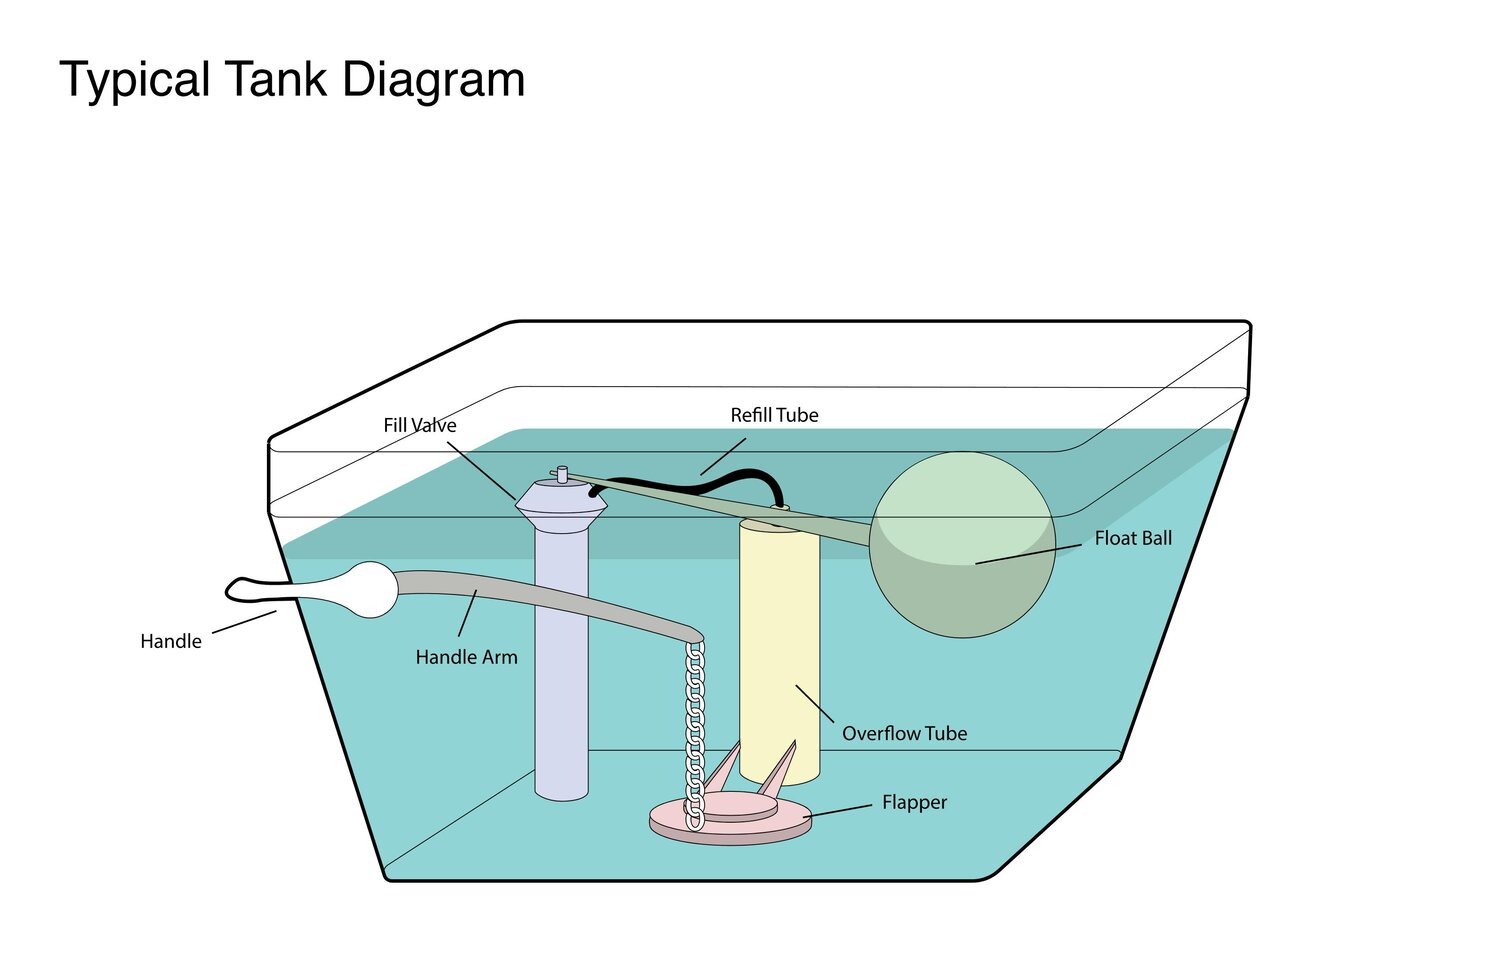 Typical Tank Diagram
Fill Valve
Refill Tube
Float Ball
Handle
Handle Arm
Overflow Tube
Flapper